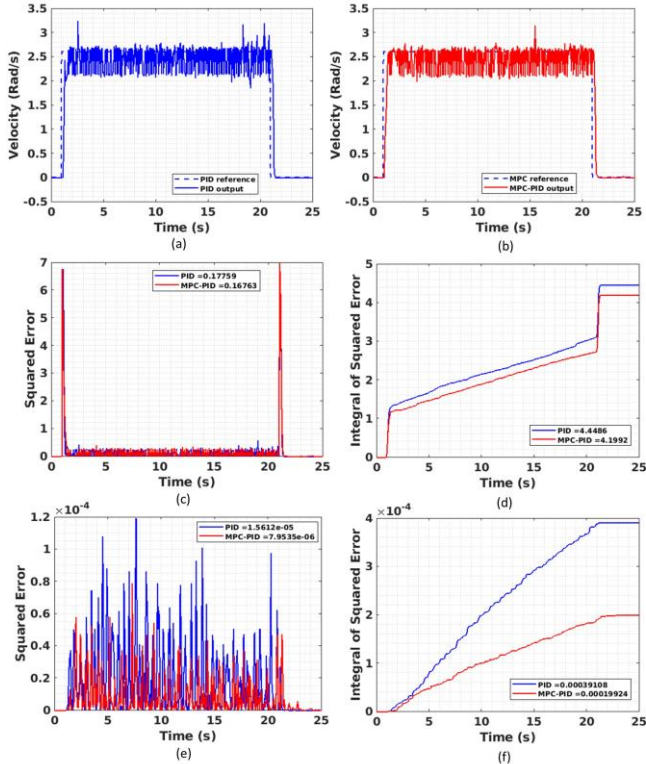 3.5
3
2.5
2
1.5
1
0.5
0
-0.5
Velocity (Rad/s)
PID reference
PID output
0 5 10 15 20 25
Time (s)
(a)
3.5
3
2.5
2
1.5
1
0.5
0
-0.5
Velocity (Rad/s)
MPC reference
MPC-PID output
0 5 10 15 20 25
Time (s)
(b)
7
6
5
4
3
2
1
0
Squared Error
PID =0.17759
MPC-PID =0.16763
0 5 10 15 20 25
Time (s)
(c)
5
4
3
2
1
0
Integral of Squared Error
PID =4.4486
MPC-PID =4.1992
0 5 10 15 20 25
Time (s)
(d)
×10-4
1.2
1
0.8
0.6
0.4
0.2
0
Squared Error
PID =1.5612e-05
MPC-PID =7.9535e-06
0 5 10 15 20 25
Time (s)
(e)
×10-4
4
3
2
1
0
Integral of Squared Error
PID =0.00039108
MPC-PID =0.00019924
0 5 10 15 20 25
Time (s)
(f)